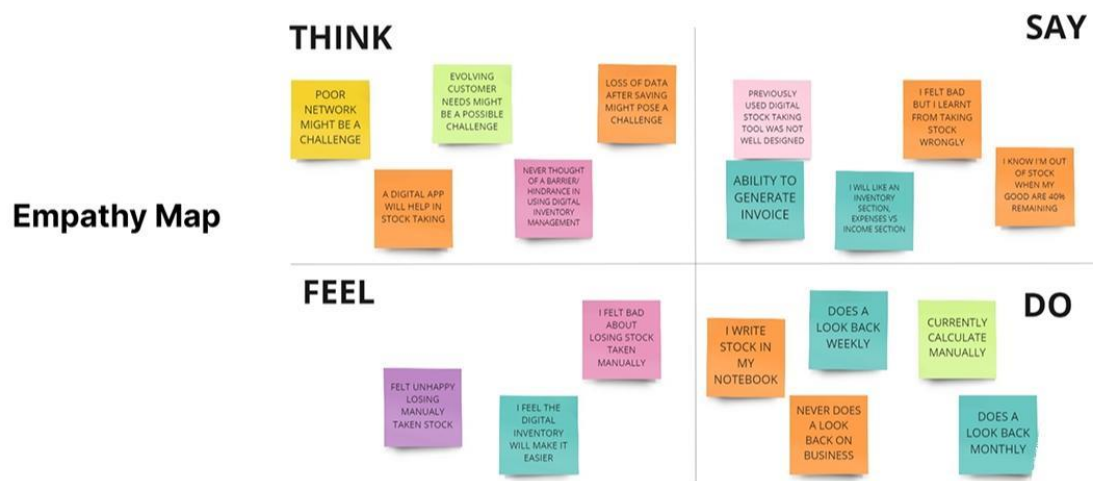 Empathy Map
THINK
POOR
NETWORK
MIGHT BE A
CHALLENGE
EVOLVING
CUSTOMER
NEEDS MIGHT
BE A POSSIBLE
CHALLENGE
LOSS OF DATA
AFTER SAVING
MIGHT POSE A
CHALLENGE
A DIGITAL APP
WILL HELP IN
STOCK TAKING
NEVER THOUGHT
OF A BARRIER/
HINDRANCE IN
USING DIGITAL
INVENTORY
MANAGEMENT
SAY
PREVIOUSLY
USED DIGITAL
STOCK TAKING
TOOL WAS NOT
WELL DESIGNED
I FELT BAD
BUT I LEARNT
FROM TAKING
STOCK
WRONGLY
I KNOW I'M OUT
OF STOCK
WHEN MY
GOOD ARE 40%
REMAINING
ABILITY TO
GENERATE
INVOICE
I WILL LIKE AN
INVENTORY
SECTION,
EXPENSES VS
INCOME SECTION
FEEL
I FELT BAD
ABOUT
LOSING STOCK
TAKEN
MANUALLY
FELT UNHAPPY
LOSING
MANUALY
TAKEN STOCK
I FEEL THE
DIGITAL
INVENTORY
WILL MAKE IT
EASIER
DO
I WRITE
STOCK IN
MY
NOTEBOOK
DOES A
LOOK BACK
WEEKLY
CURRENTLY
CALCULATE
MANUALLY
NEVER DOES
A LOOK
BACK ON
BUSINESS
DOES A
LOOK BACK
MONTHLY